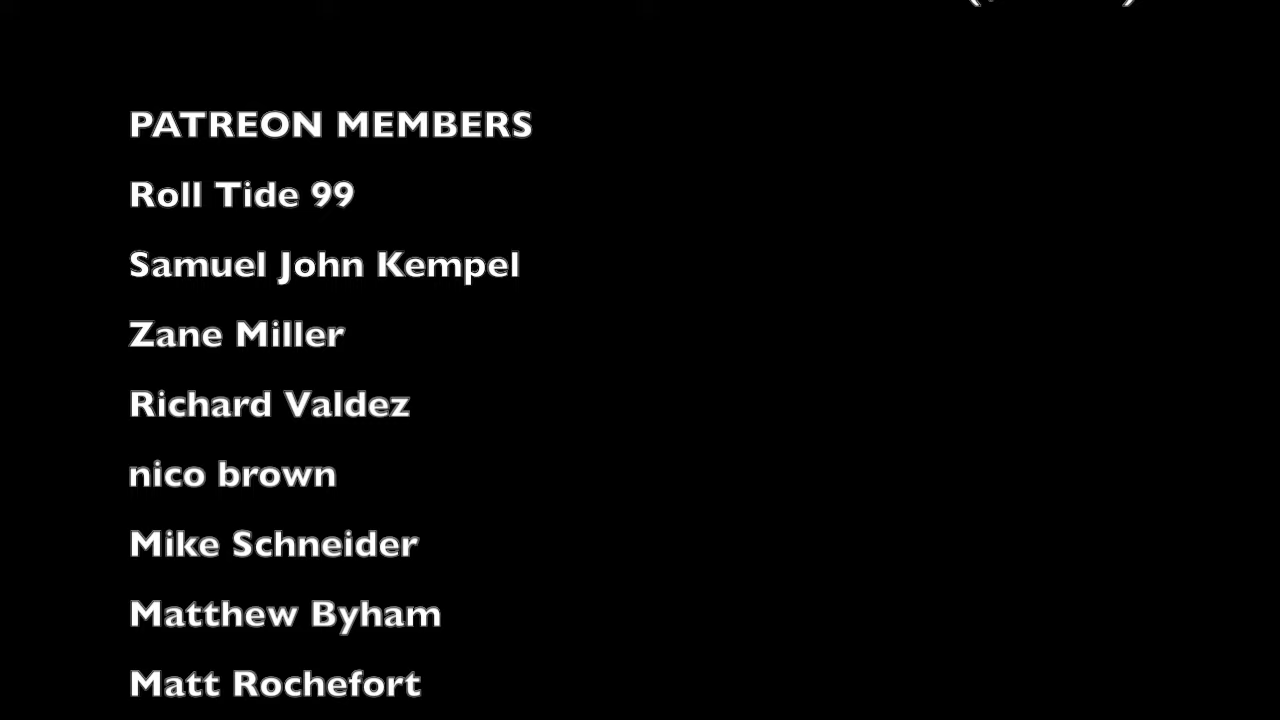 PATREON MEMBERS
Roll Tide 99
Samuel John Kempel
Zane Miller
Richard Valdez
nico brown
Mike Schneider
Matthew Byham
Matt Rochefort